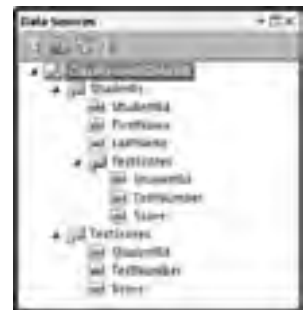 Data Sources
Students
StudentId
FirstName
LastName
TestScores
StudentId
TestNumber
Score
TestScores
StudentId
TestNumber
Score